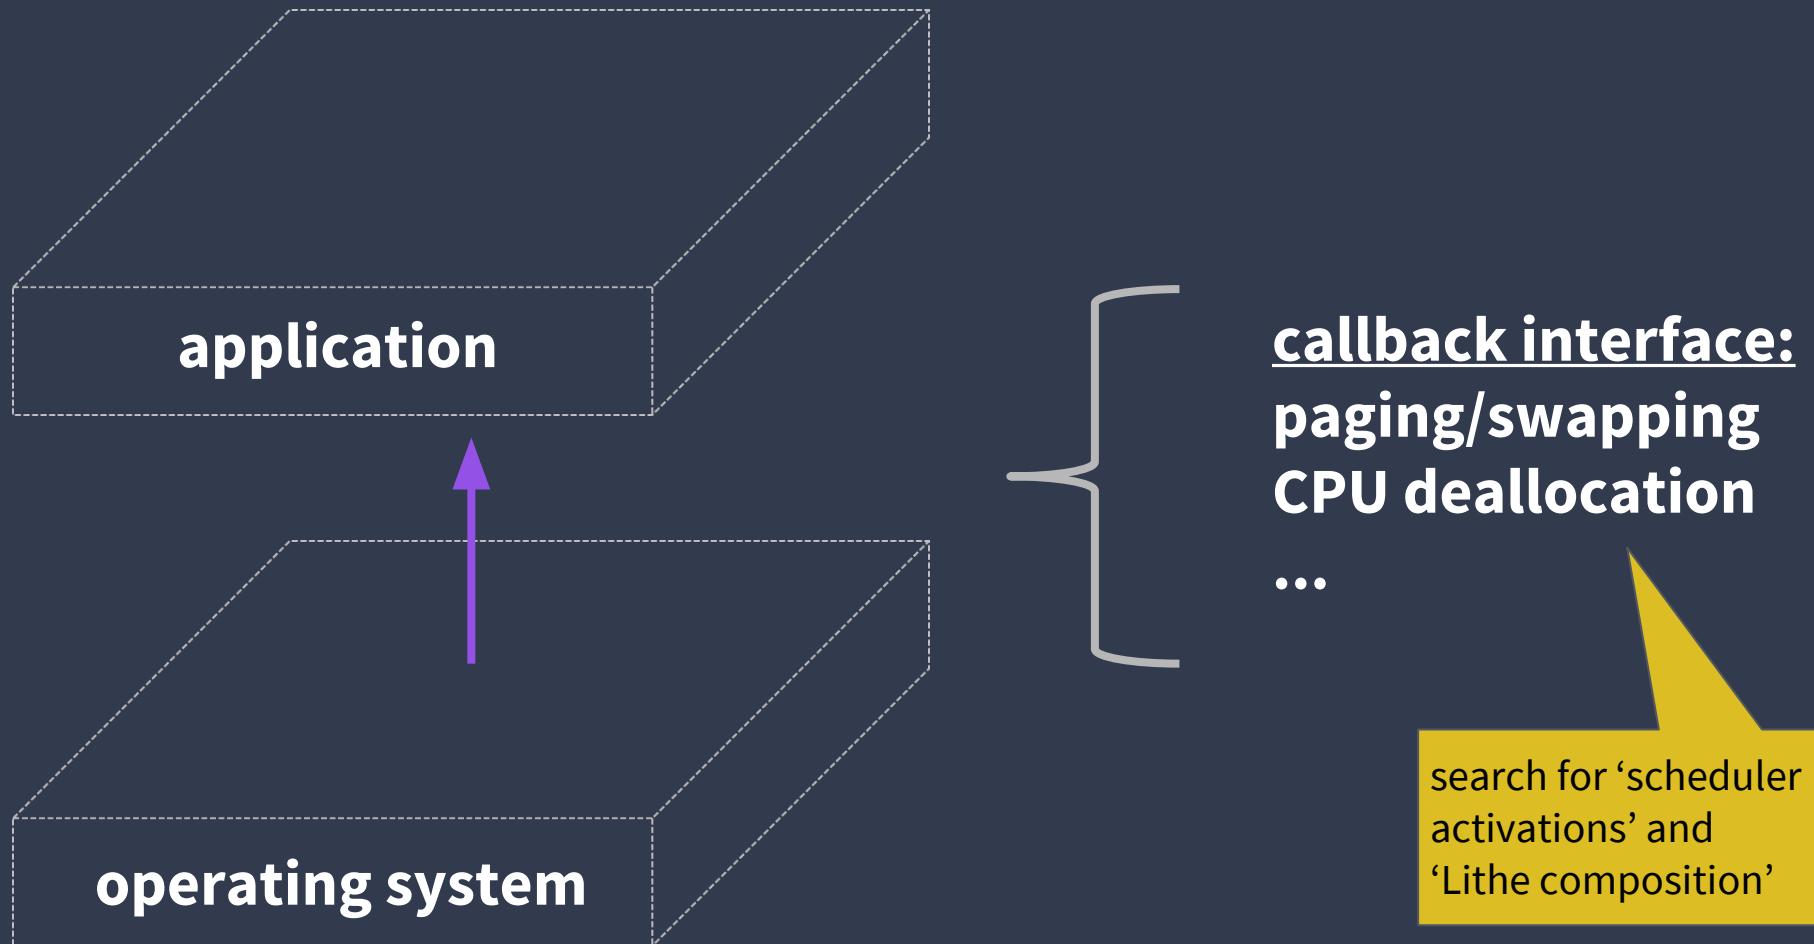 application
callback interface:
paging/swapping
CPU deallocation
...
operating system
search for ‘scheduler
activations’ and
‘Lithe composition’